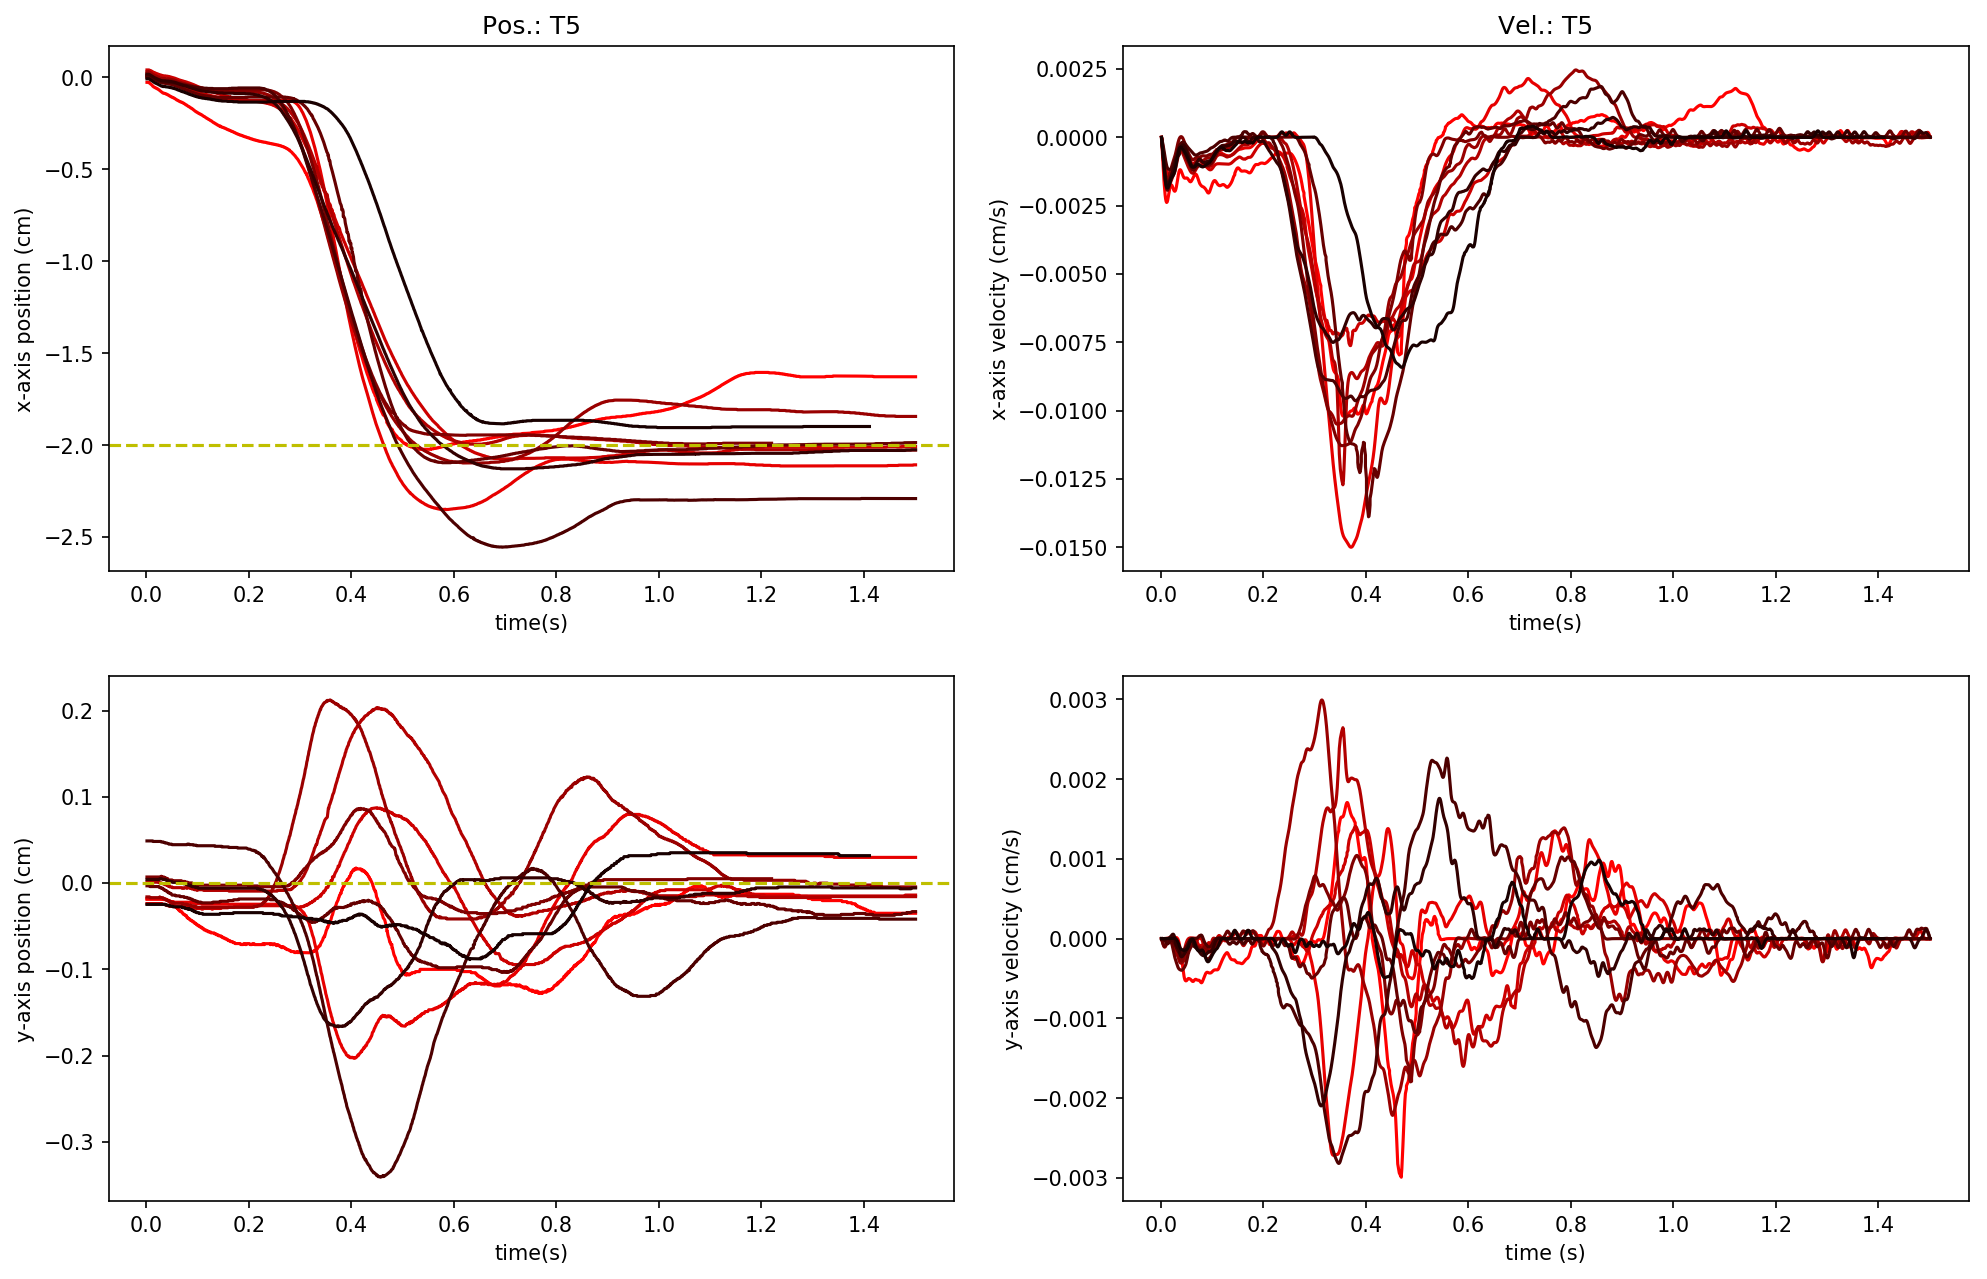 Pos.: T5
x-axis position (cm)
0.0
−0.5
−1.0
−1.5
−2.0
−2.5
0.0 0.2 0.4 0.6 0.8 1.0 1.2 1.4
time(s)
Vel.: T5
x-axis velocity (cm/s)
0.0025
0.0000
−0.0025
−0.0050
−0.0075
−0.0100
−0.0125
−0.0150
0.0 0.2 0.4 0.6 0.8 1.0 1.2 1.4
time(s)
y-axis position (cm)
0.2
0.1
0.0
−0.1
−0.2
−0.3
0.0 0.2 0.4 0.6 0.8 1.0 1.2 1.4
time(s)
y-axis velocity (cm/s)
0.003
0.002
0.001
0.000
−0.001
−0.002
−0.003
0.0 0.2 0.4 0.6 0.8 1.0 1.2 1.4
time (s)